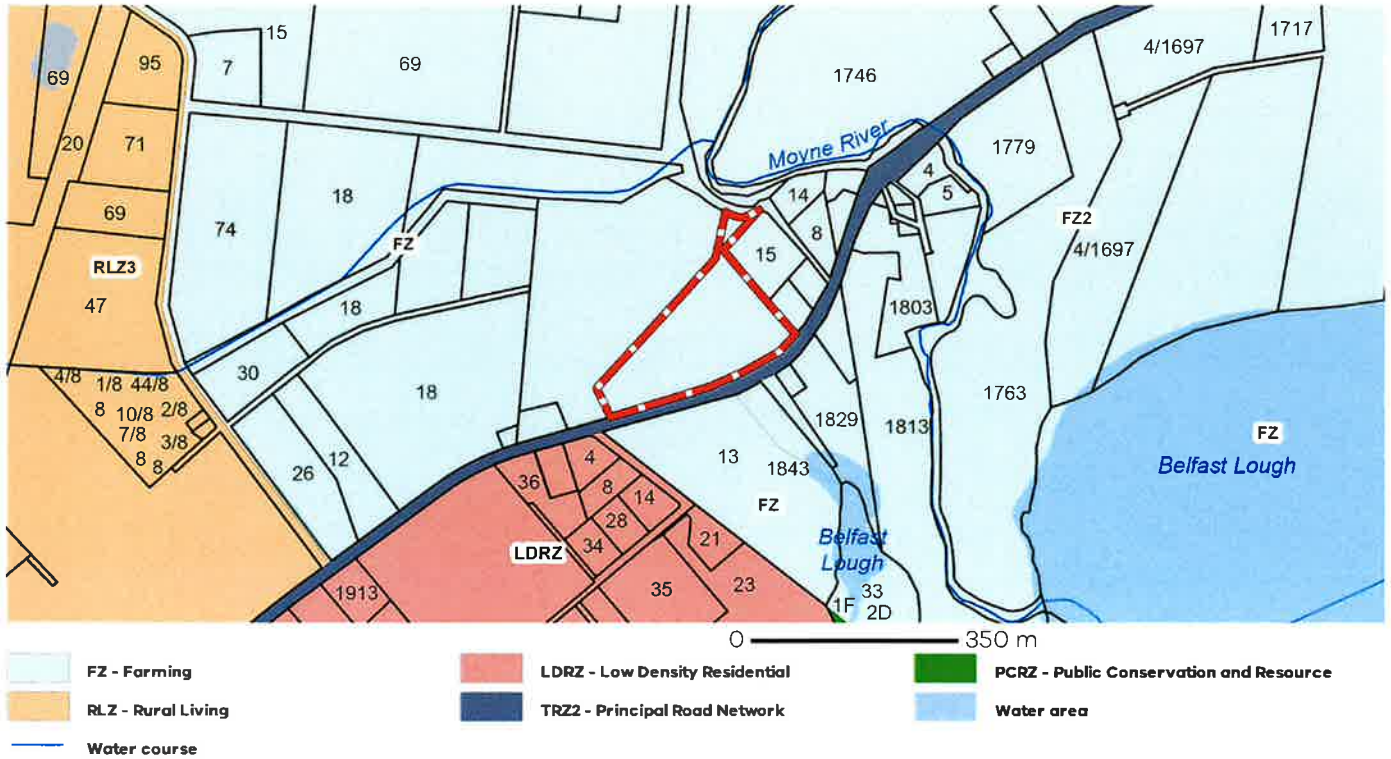 15
7
69
69
95
20
71
69
RLZ3
47
74
18
FZ
18
30
18
4/8
1/8
44/8
8
10/8
2/8
7/8
3/8
8
8
26
12
1746
Moyne River
4/1697
1717
1779
4
5
14
8
15
FZ2
4/1697
1803
1763
1829
1813
13
1843
FZ
Belfast
Lough
33
1F
2D
FZ
Belfast Lough
4
36
8
14
28
34
LDRZ
21
23
35
1913
0 350 m
FZ - Farming
LDRZ - Low Density Residential
PCRZ - Public Conservation and Resource
RLZ - Rural Living
TRZ2 - Principal Road Network
Water area
Water course